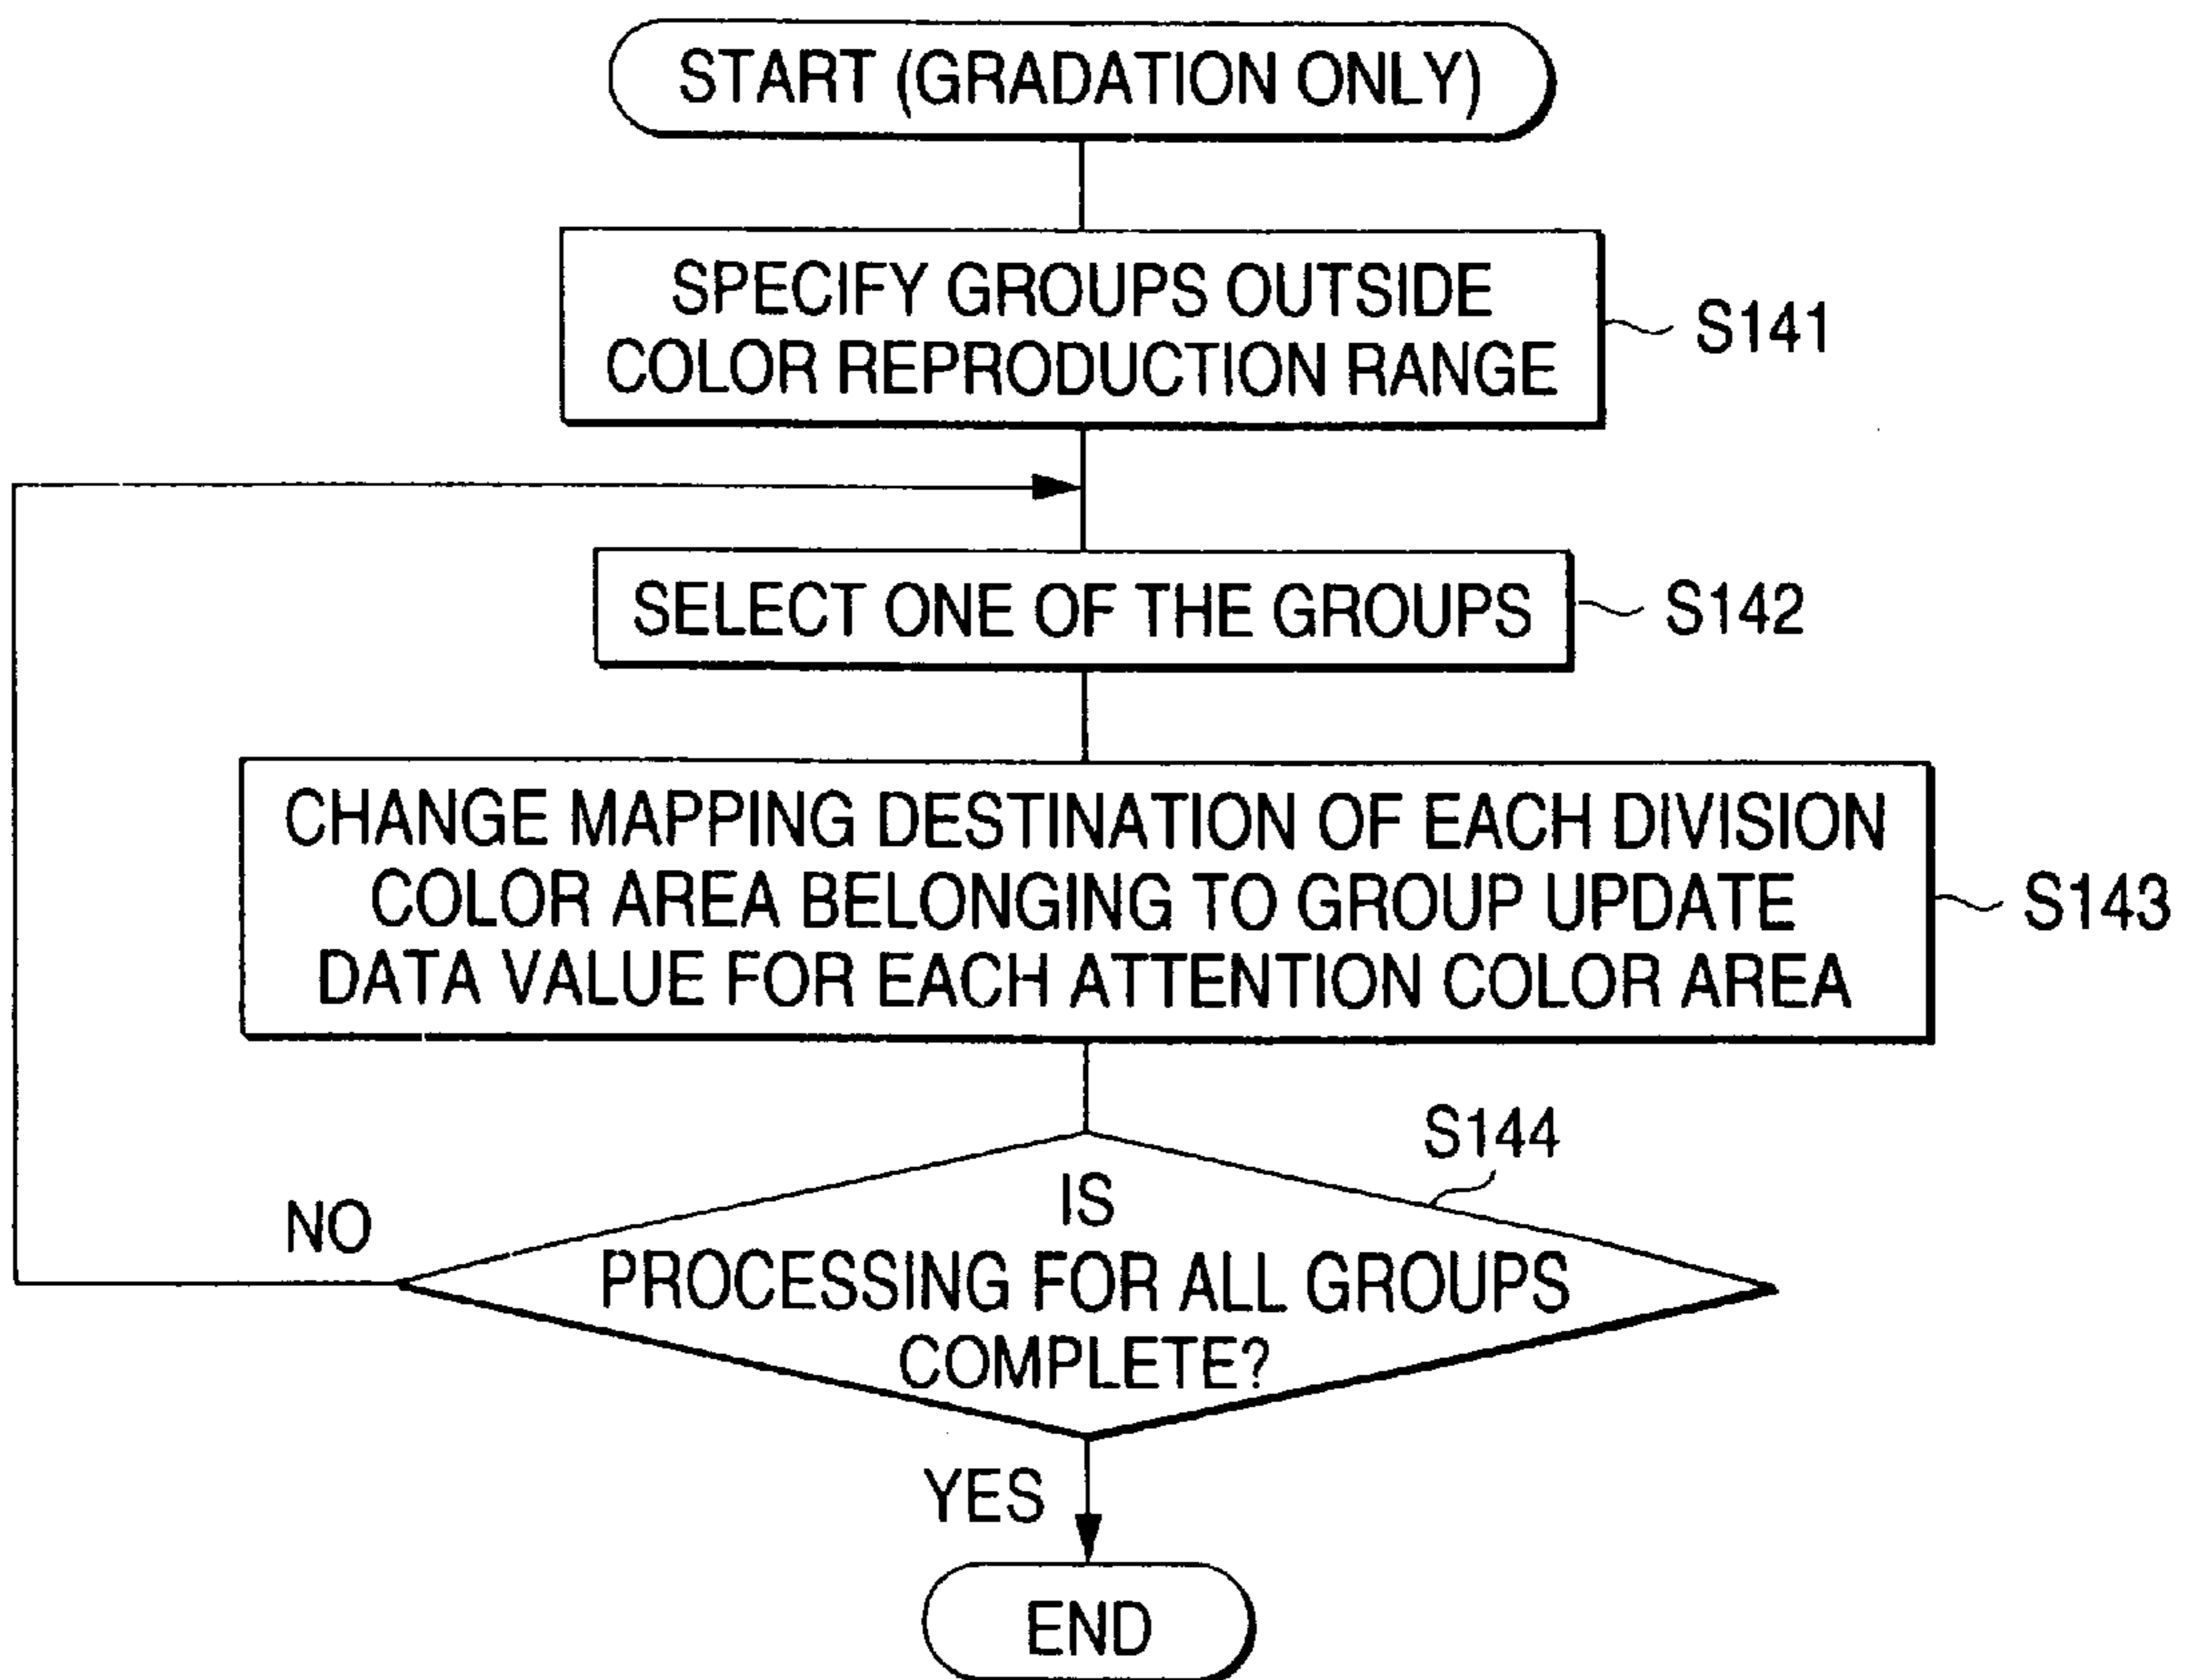 START (GRADATION ONLY)
SPECIFY GROUPS OUTSIDE
COLOR REPRODUCTION RANGE
S141
SELECT ONE OF THE GROUPS
S142
CHANGE MAPPING DESTINATION OF EACH DIVISION
COLOR AREA BELONGING TO GROUP UPDATE
DATA VALUE FOR EACH ATTENTION COLOR AREA
S143
S144
IS
PROCESSING FOR ALL GROUPS
COMPLETE?
NO
YES
END